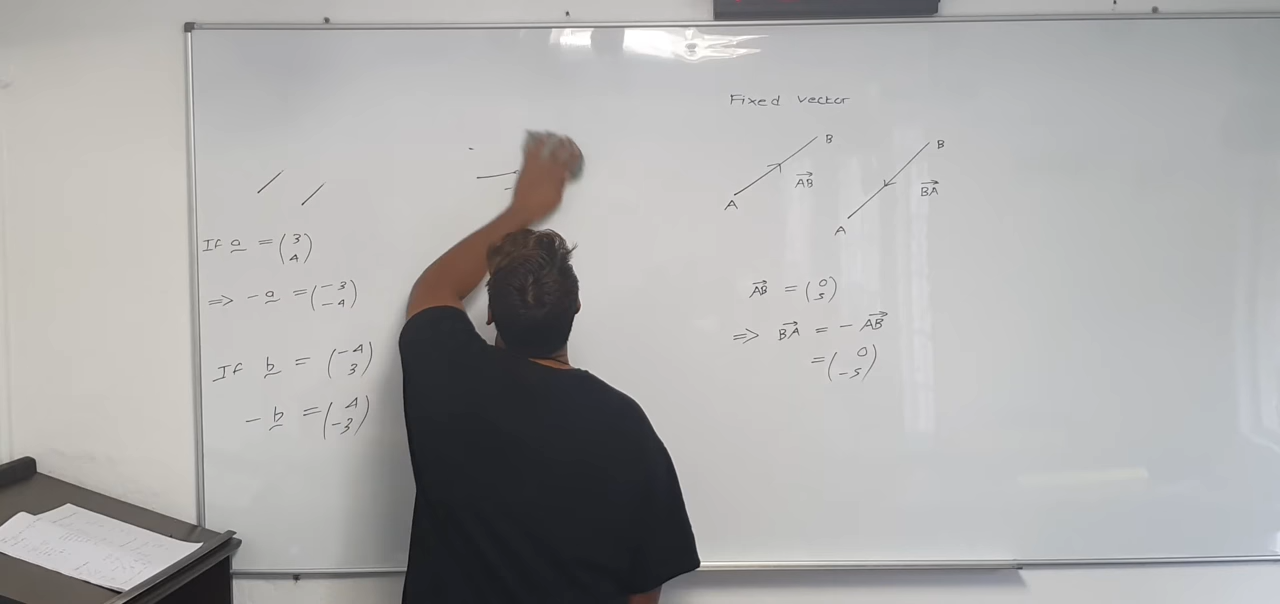 If a = (3 4)
=> -a = (-3 -4)
If b = (-4 3)
-b = (4 -3)
Fixed vector
B
AB
A
B
BA
A
AB = (0 5)
=> BA = - AB
= (0 -5)